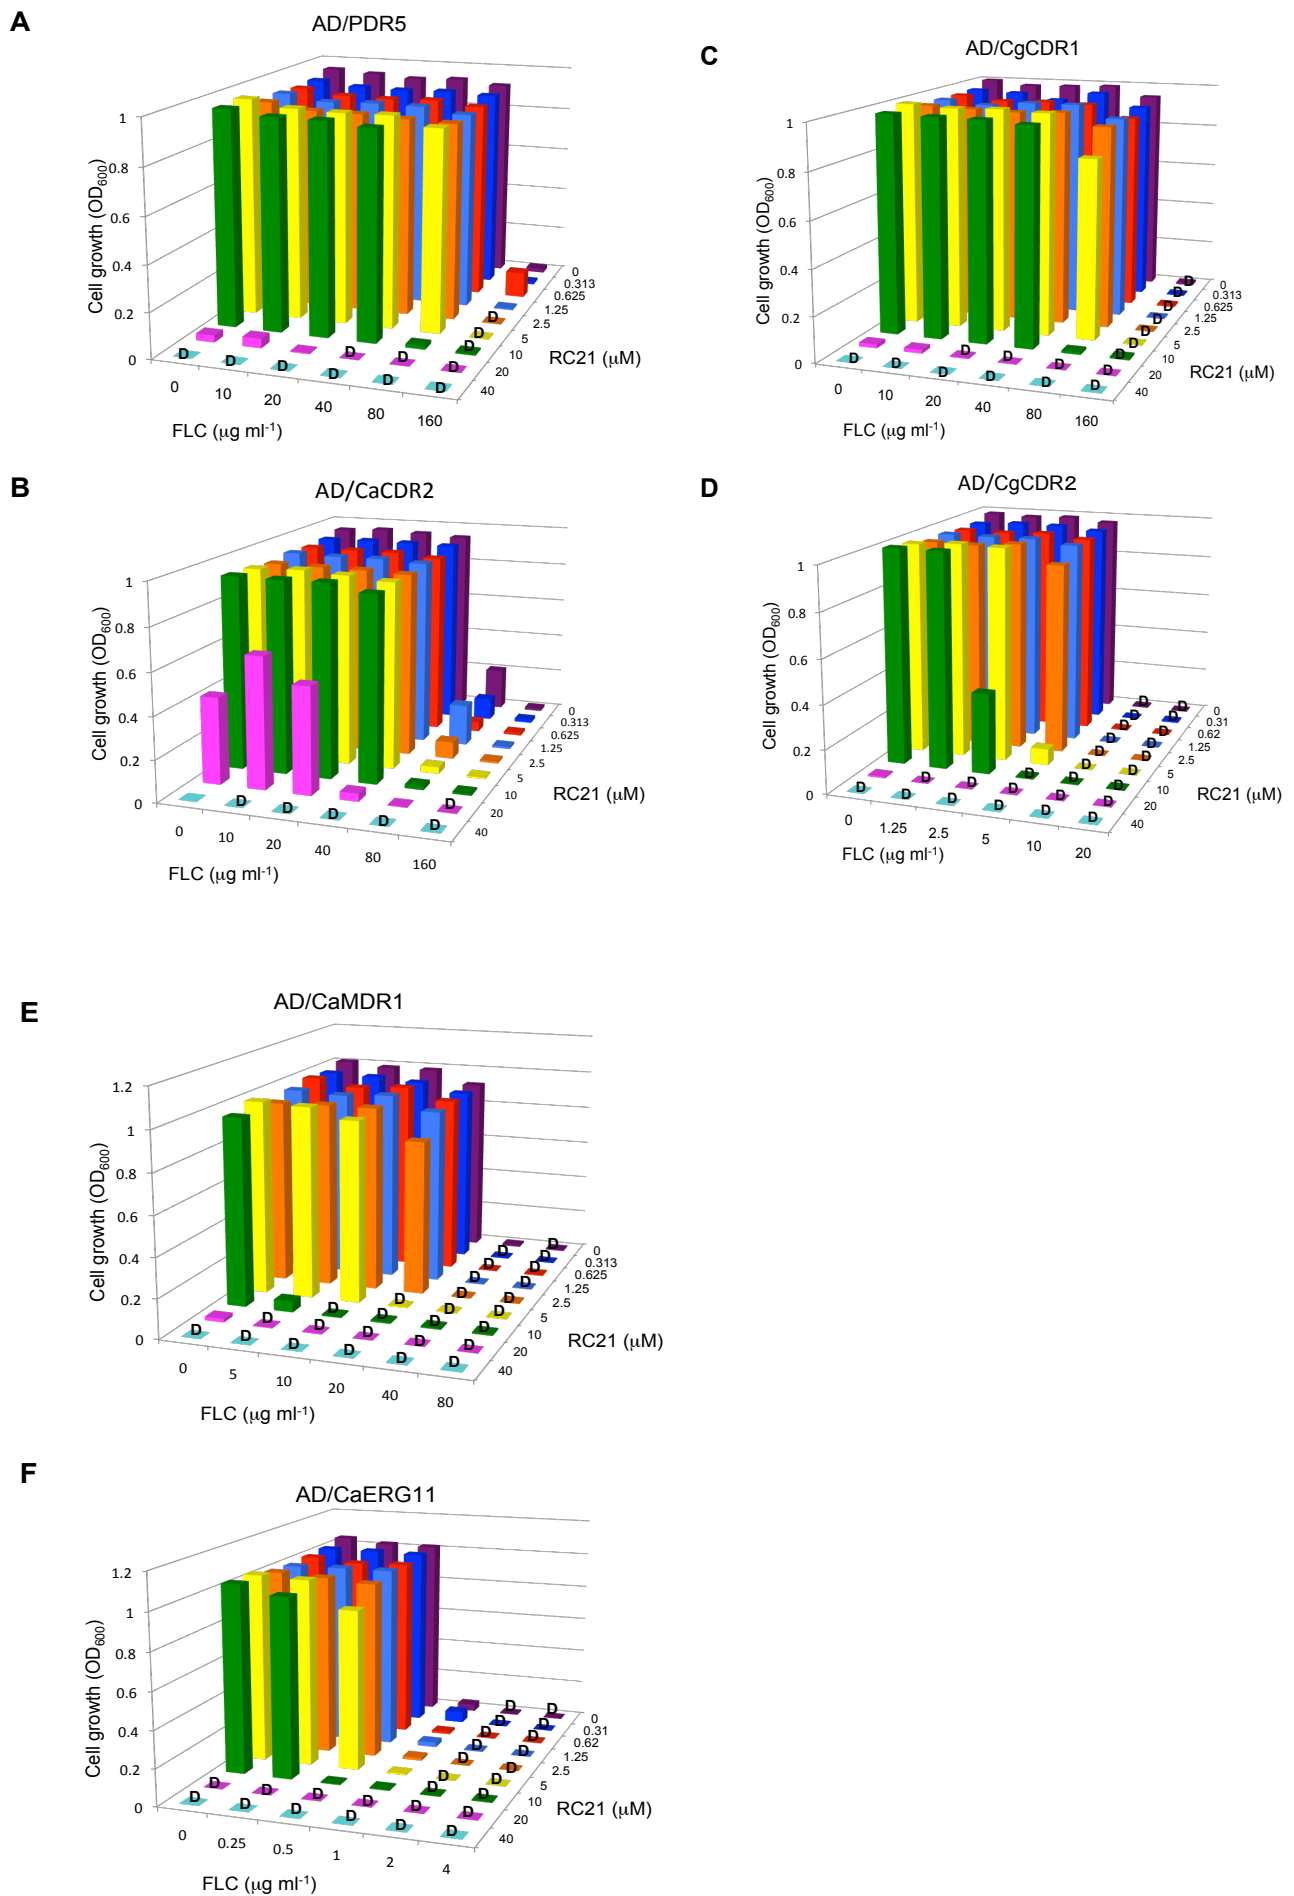 A
AD/PDR5
Cell growth (OD600)
1
0.8
0.6
0.4
0.2
0
D D D D D D
D D
D
D
D
0
0.313
0.625
1.25
2.5
5
10
20
40
RC21 (μM)
0 10 20 40 80 160
FLC (μg ml-1)
C
AD/CgCDR1
Cell growth (OD600)
1
0.8
0.6
0.4
0.2
0
D D D D D D
D D D D
D
D
D
D
D
D
D
0
0.313
0.625
1.25
2.5
5
10
20
40
RC21 (μM)
0 10 20 40 80 160
FLC (μg ml-1)
B
AD/CaCDR2
Cell growth (OD600)
1
0.8
0.6
0.4
0.2
0
D D D D D
D
D
0
0.313
0.625
1.25
2.5
5
10
20
40
RC21 (μM)
0 10 20 40 80 160
FLC (μg ml-1)
D
AD/CgCDR2
Cell growth (OD600)
1
0.8
0.6
0.4
0.2
0
D D D D D D
D D D D D
D D D
D D
D D
D D
D D
D D
D D
0
0.31
0.62
1.25
2.5
5
10
20
40
RC21 (μM)
0 1.25 2.5 5 10 20
FLC (μg ml-1)
E
AD/CaMDR1
Cell growth (OD600)
1.2
1
0.8
0.6
0.4
0.2
0
D D D D D D
D D D D D
D D D D
D D D
D D
D D
D D
D D
D
0
0.313
0.625
1.25
2.5
5
10
20
40
RC21 (μM)
0 5 10 20 40 80
FLC (μg ml-1)
F
AD/CaERG11
Cell growth (OD600)
1.2
1
0.8
0.6
0.4
0.2
0
D D D D D D
D D D D D D
D D
D D
D D
D D
D D
D D
D D
0
0.31
0.62
1.25
2.5
5
10
20
40
RC21 (μM)
0 0.25 0.5 1 2 4
FLC (μg ml-1)